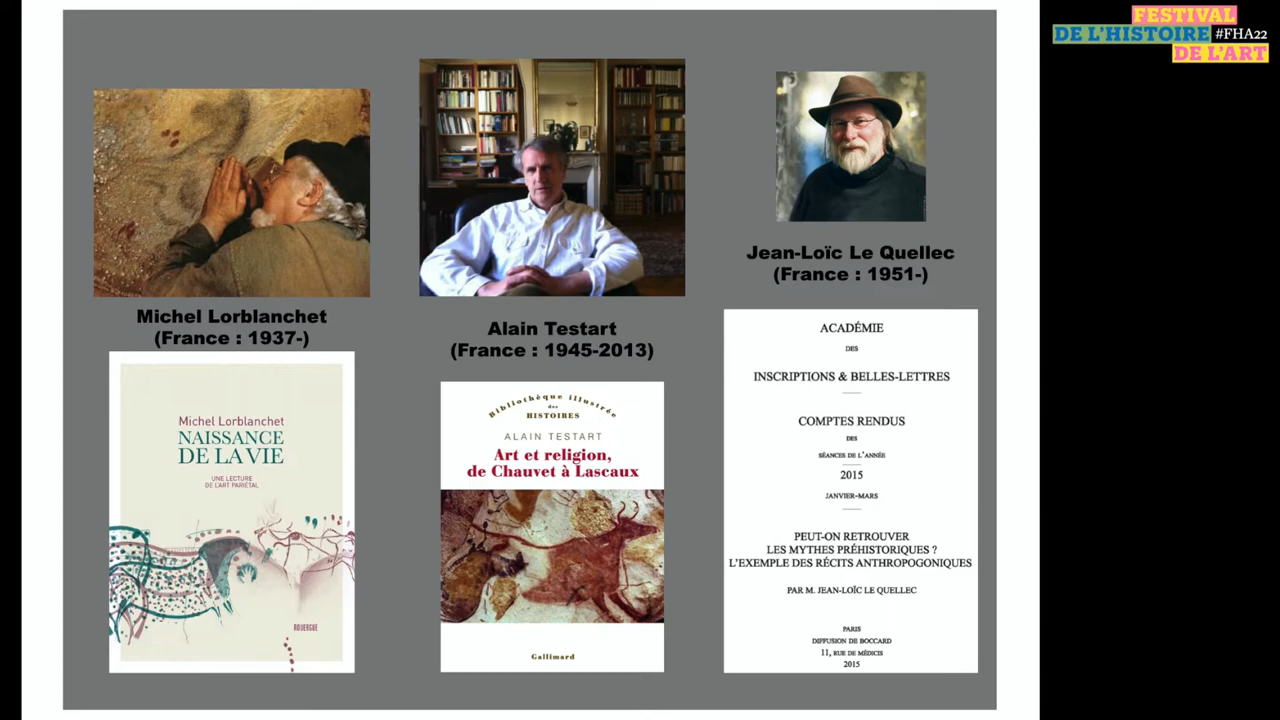 FESTIVAL
DE L'HISTOIRE #FHA22
DE L'ART
Michel Lorblanchet
(France : 1937-)
Michel Lorblanchet
NAISSANCE
DE LA VIE
UNE LECTURE
DE L'ART PARIÉTAL
ROUERGUE
Alain Testart
(France : 1945-2013)
Bibliothèque illustrée
des
HISTOIRES
ALAIN TESTART
Art et religion,
de Chauvet à Lascaux
Gallimard
Jean-Loïc Le Quellec
(France : 1951-)
ACADÉMIE
DES
INSCRIPTIONS & BELLES-LETTRES
COMPTES RENDUS
DES
SÉANCES DE L'ANNÉE
2015
JANVIER-MARS
PEUT-ON RETROUVER
LES MYTHES PRÉHISTORIQUES ?
L'EXEMPLE DES RÉCITS ANTHROPOGONIQUES
PAR M. JEAN-LOÏC LE QUELLEC
PARIS
DIFFUSION DE BOCCARD
11, RUE DE MÉDICIS
2015